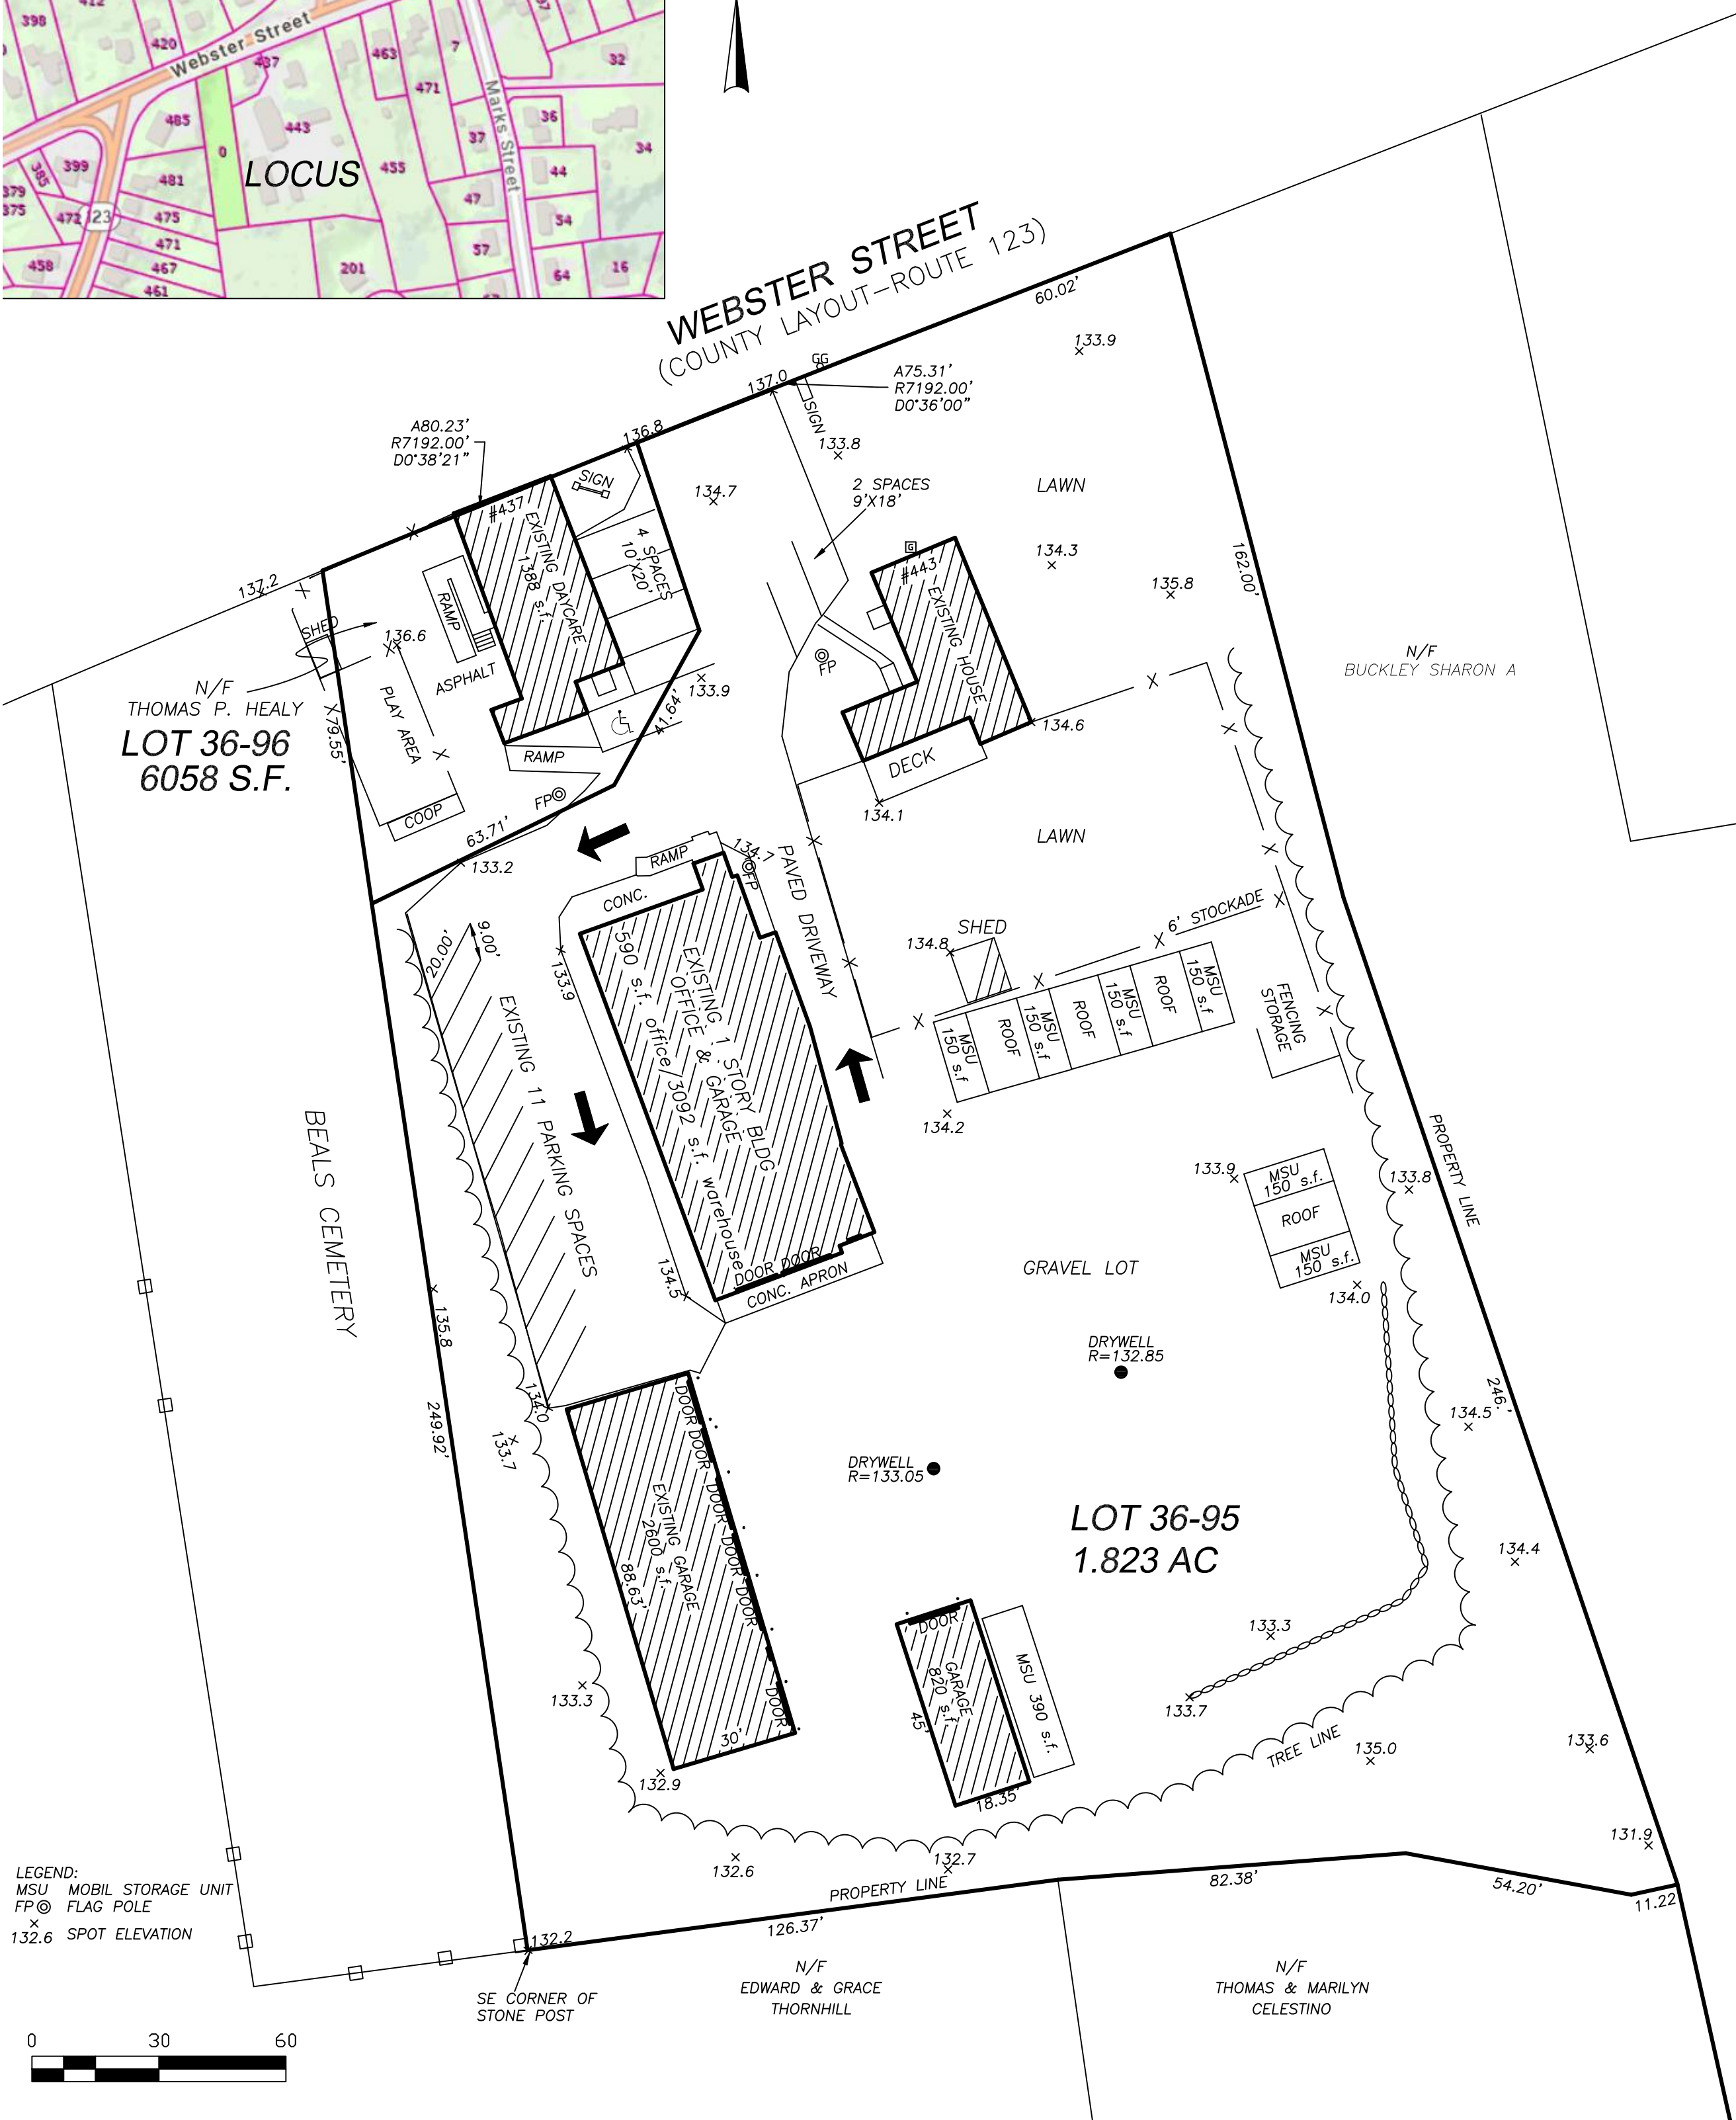 398
412
420
Webster Street
437
463
7
97
32
471
Marks Street
485
443
36
399
385
0
37
34
379
481
LOCUS
455
44
375
472
123
475
47
54
471
57
458
467
201
64
16
461
WEBSTER STREET
(COUNTY LAYOUT-ROUTE 123)
60.02'
133.9
GG
137.0
A75.31'
R7192.00'
D0°36'00"
SIGN
133.8
A80.23'
R7192.00'
D0°38'21"
136.8
SIGN
134.7
2 SPACES
9'X18'
LAWN
#437
EXISTING DAYCARE
1388 s.f.
4 SPACES
10'X20'
G
#443
EXISTING HOUSE
134.3
135.8
162.00'
137.2
SHED
136.6
RAMP
ASPHALT
PLAY AREA
N/F
THOMAS P. HEALY
LOT 36-96
6058 S.F.
79.55'
133.9
41.64'
RAMP
FP
FP
COOP
63.71'
133.2
134.6
DECK
134.1
LAWN
N/F
BUCKLEY SHARON A
RAMP
134.7
FP
CONC.
PAVED DRIVEWAY
20.00'
9.00'
133.9
EXISTING 11 PARKING SPACES
EXISTING 1 STORY BLDG
OFFICE & GARAGE
590 s.f. office 3092 s.f. warehouse
134.5
DOOR DOOR
CONC. APRON
SHED
134.8
6' STOCKADE
MSU
150 s.f
ROOF
MSU
150 s.f
ROOF
MSU
150 s.f
ROOF
MSU
150 s.f
FENCING
STORAGE
134.2
PROPERTY LINE
133.9
MSU
150 s.f.
ROOF
MSU
150 s.f.
133.8
134.0
GRAVEL LOT
BEALS CEMETERY
135.8
249.92'
134.0
133.7
DRYWELL
R=132.85
DRYWELL
R=133.05
246.'
134.5
134.4
LOT 36-95
1.823 AC
DOOR
DOOR
DOOR
DOOR
DOOR
DOOR
EXISTING GARAGE
2600 s.f.
88.63'
30'
133.3
132.9
DOOR
GARAGE
820 s.f.
45'
18.35'
MSU 390 s.f.
133.3
133.7
TREE LINE
135.0
133.6
131.9
132.6
132.7
PROPERTY LINE
126.37'
82.38'
54.20'
11.22
132.2
SE CORNER OF
STONE POST
N/F
EDWARD & GRACE
THORNHILL
N/F
THOMAS & MARILYN
CELESTINO
LEGEND:
MSU MOBIL STORAGE UNIT
FP FLAG POLE
132.6 SPOT ELEVATION
0 30 60